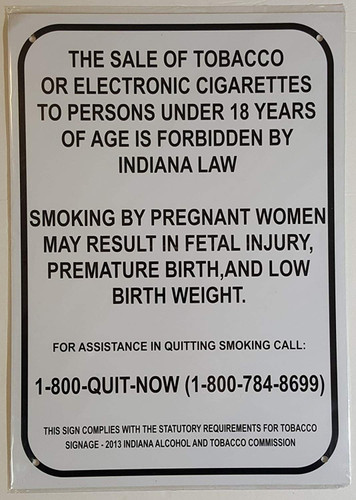 THE SALE OF TOBACCO
OR ELECTRONIC CIGARETTES
TO PERSONS UNDER 18 YEARS
OF AGE IS FORBIDDEN BY
INDIANA LAW
SMOKING BY PREGNANT WOMEN
MAY RESULT IN FETAL INJURY,
PREMATURE BIRTH,AND LOW
BIRTH WEIGHT.
FOR ASSISTANCE IN QUITTING SMOKING CALL:
1-800-QUIT-NOW (1-800-784-8699)
THIS SIGN COMPLIES WITH THE STATUTORY REQUIREMENTS FOR TOBACCO
SIGNAGE - 2013 INDIANA ALCOHOL AND TOBACCO COMMISSION